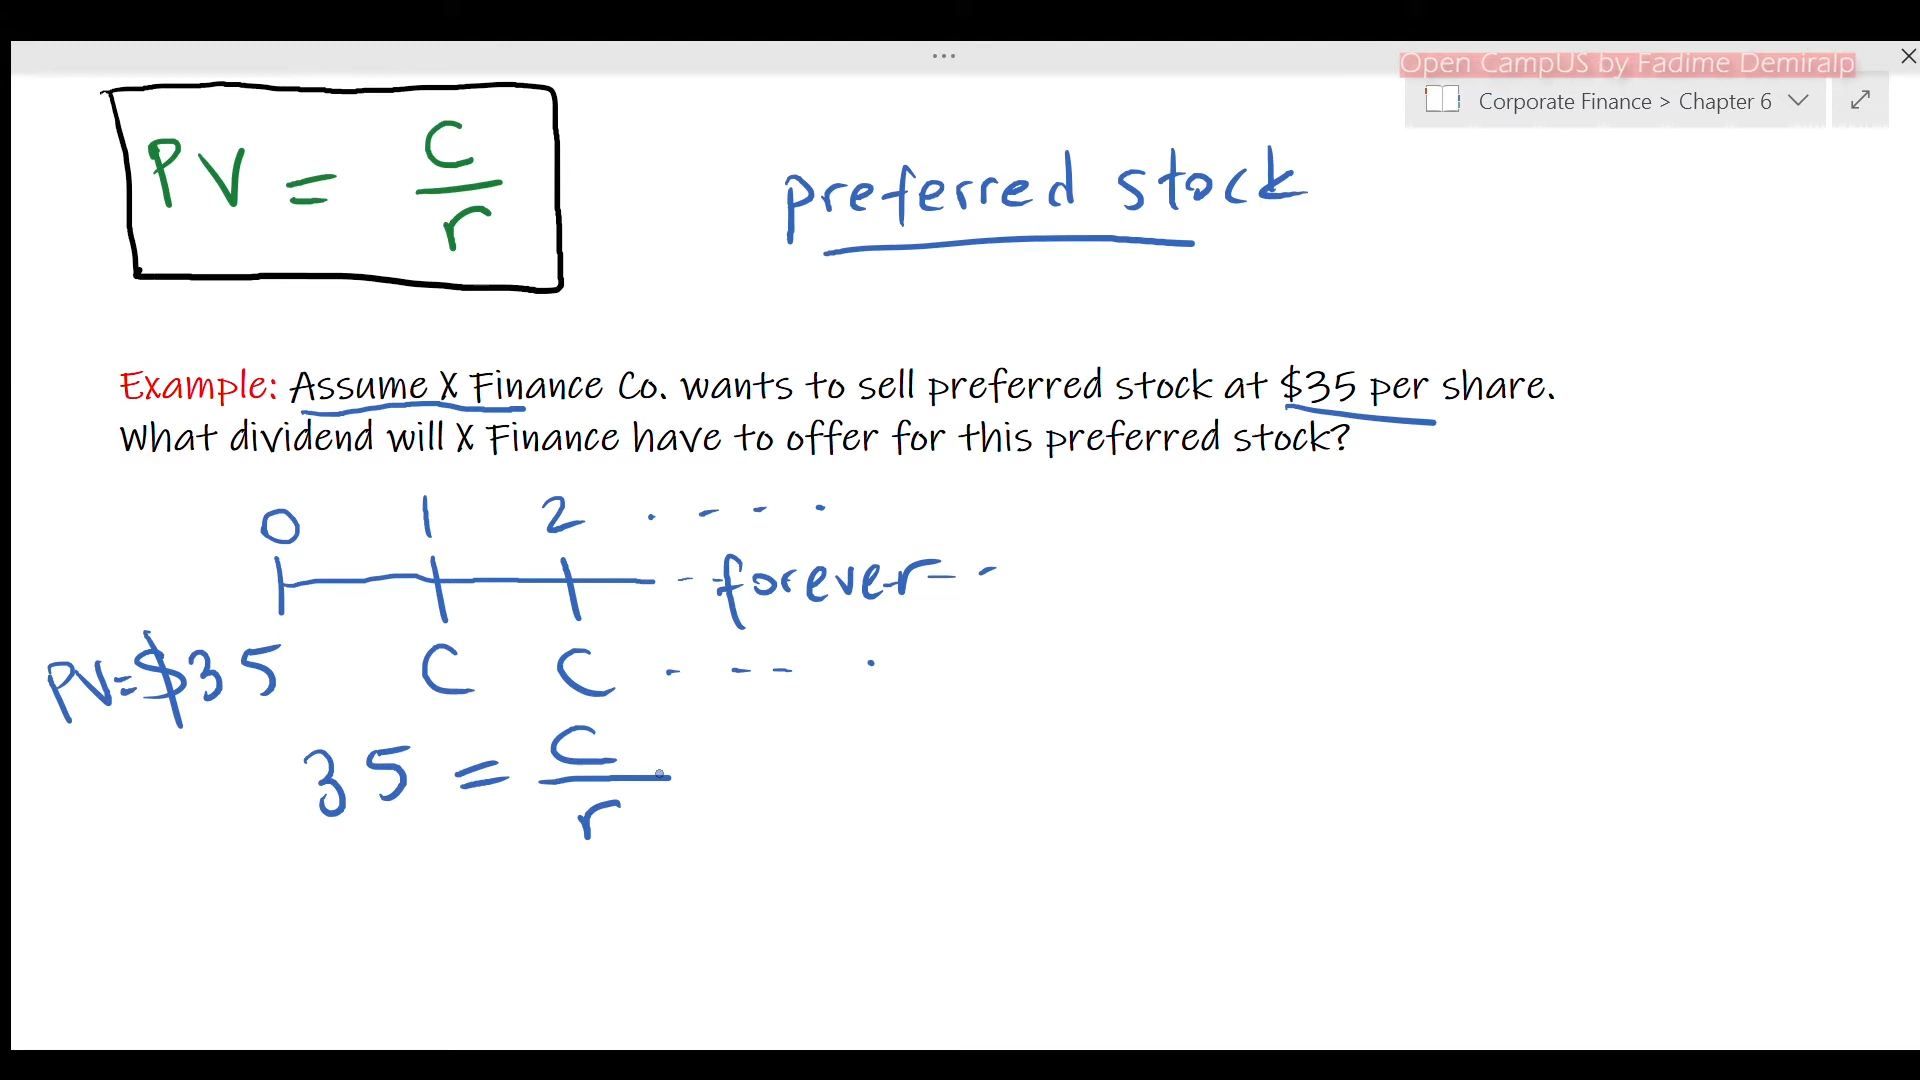 Open CampUS by Fadime Demiralp
Corporate Finance > Chapter 6
PV = C/r
preferred stock
Example: Assume X Finance Co. wants to sell preferred stock at $35 per share.
What dividend will X Finance have to offer for this preferred stock?
0 1 2 . - - - .
- - forever - -
PV=$35 C C - - - - .
35 = C/r